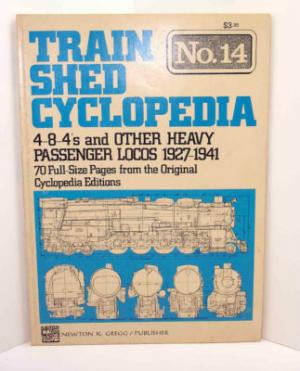 $3.95
TRAIN
SHED
CYCLOPEDIA
No. 14
4-8-4's and OTHER HEAVY
PASSENGER LOCOS 1927-1941
70 Full-Size Pages from the Original
Cyclopedia Editions
NEWTON K. GREGG / PUBLISHER